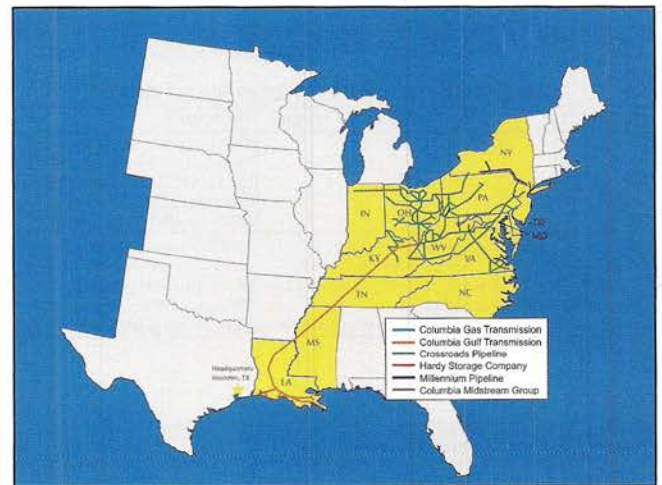 NY
PA
IN
OH
DE
MD
WV
KY
VA
TN
NC
MS
LA
Headquarters
Houston, TX
Columbia Gas Transmission
Columbia Gulf Transmission
Crossroads Pipeline
Hardy Storage Company
Millennium Pipeline
Columbia Midstream Group